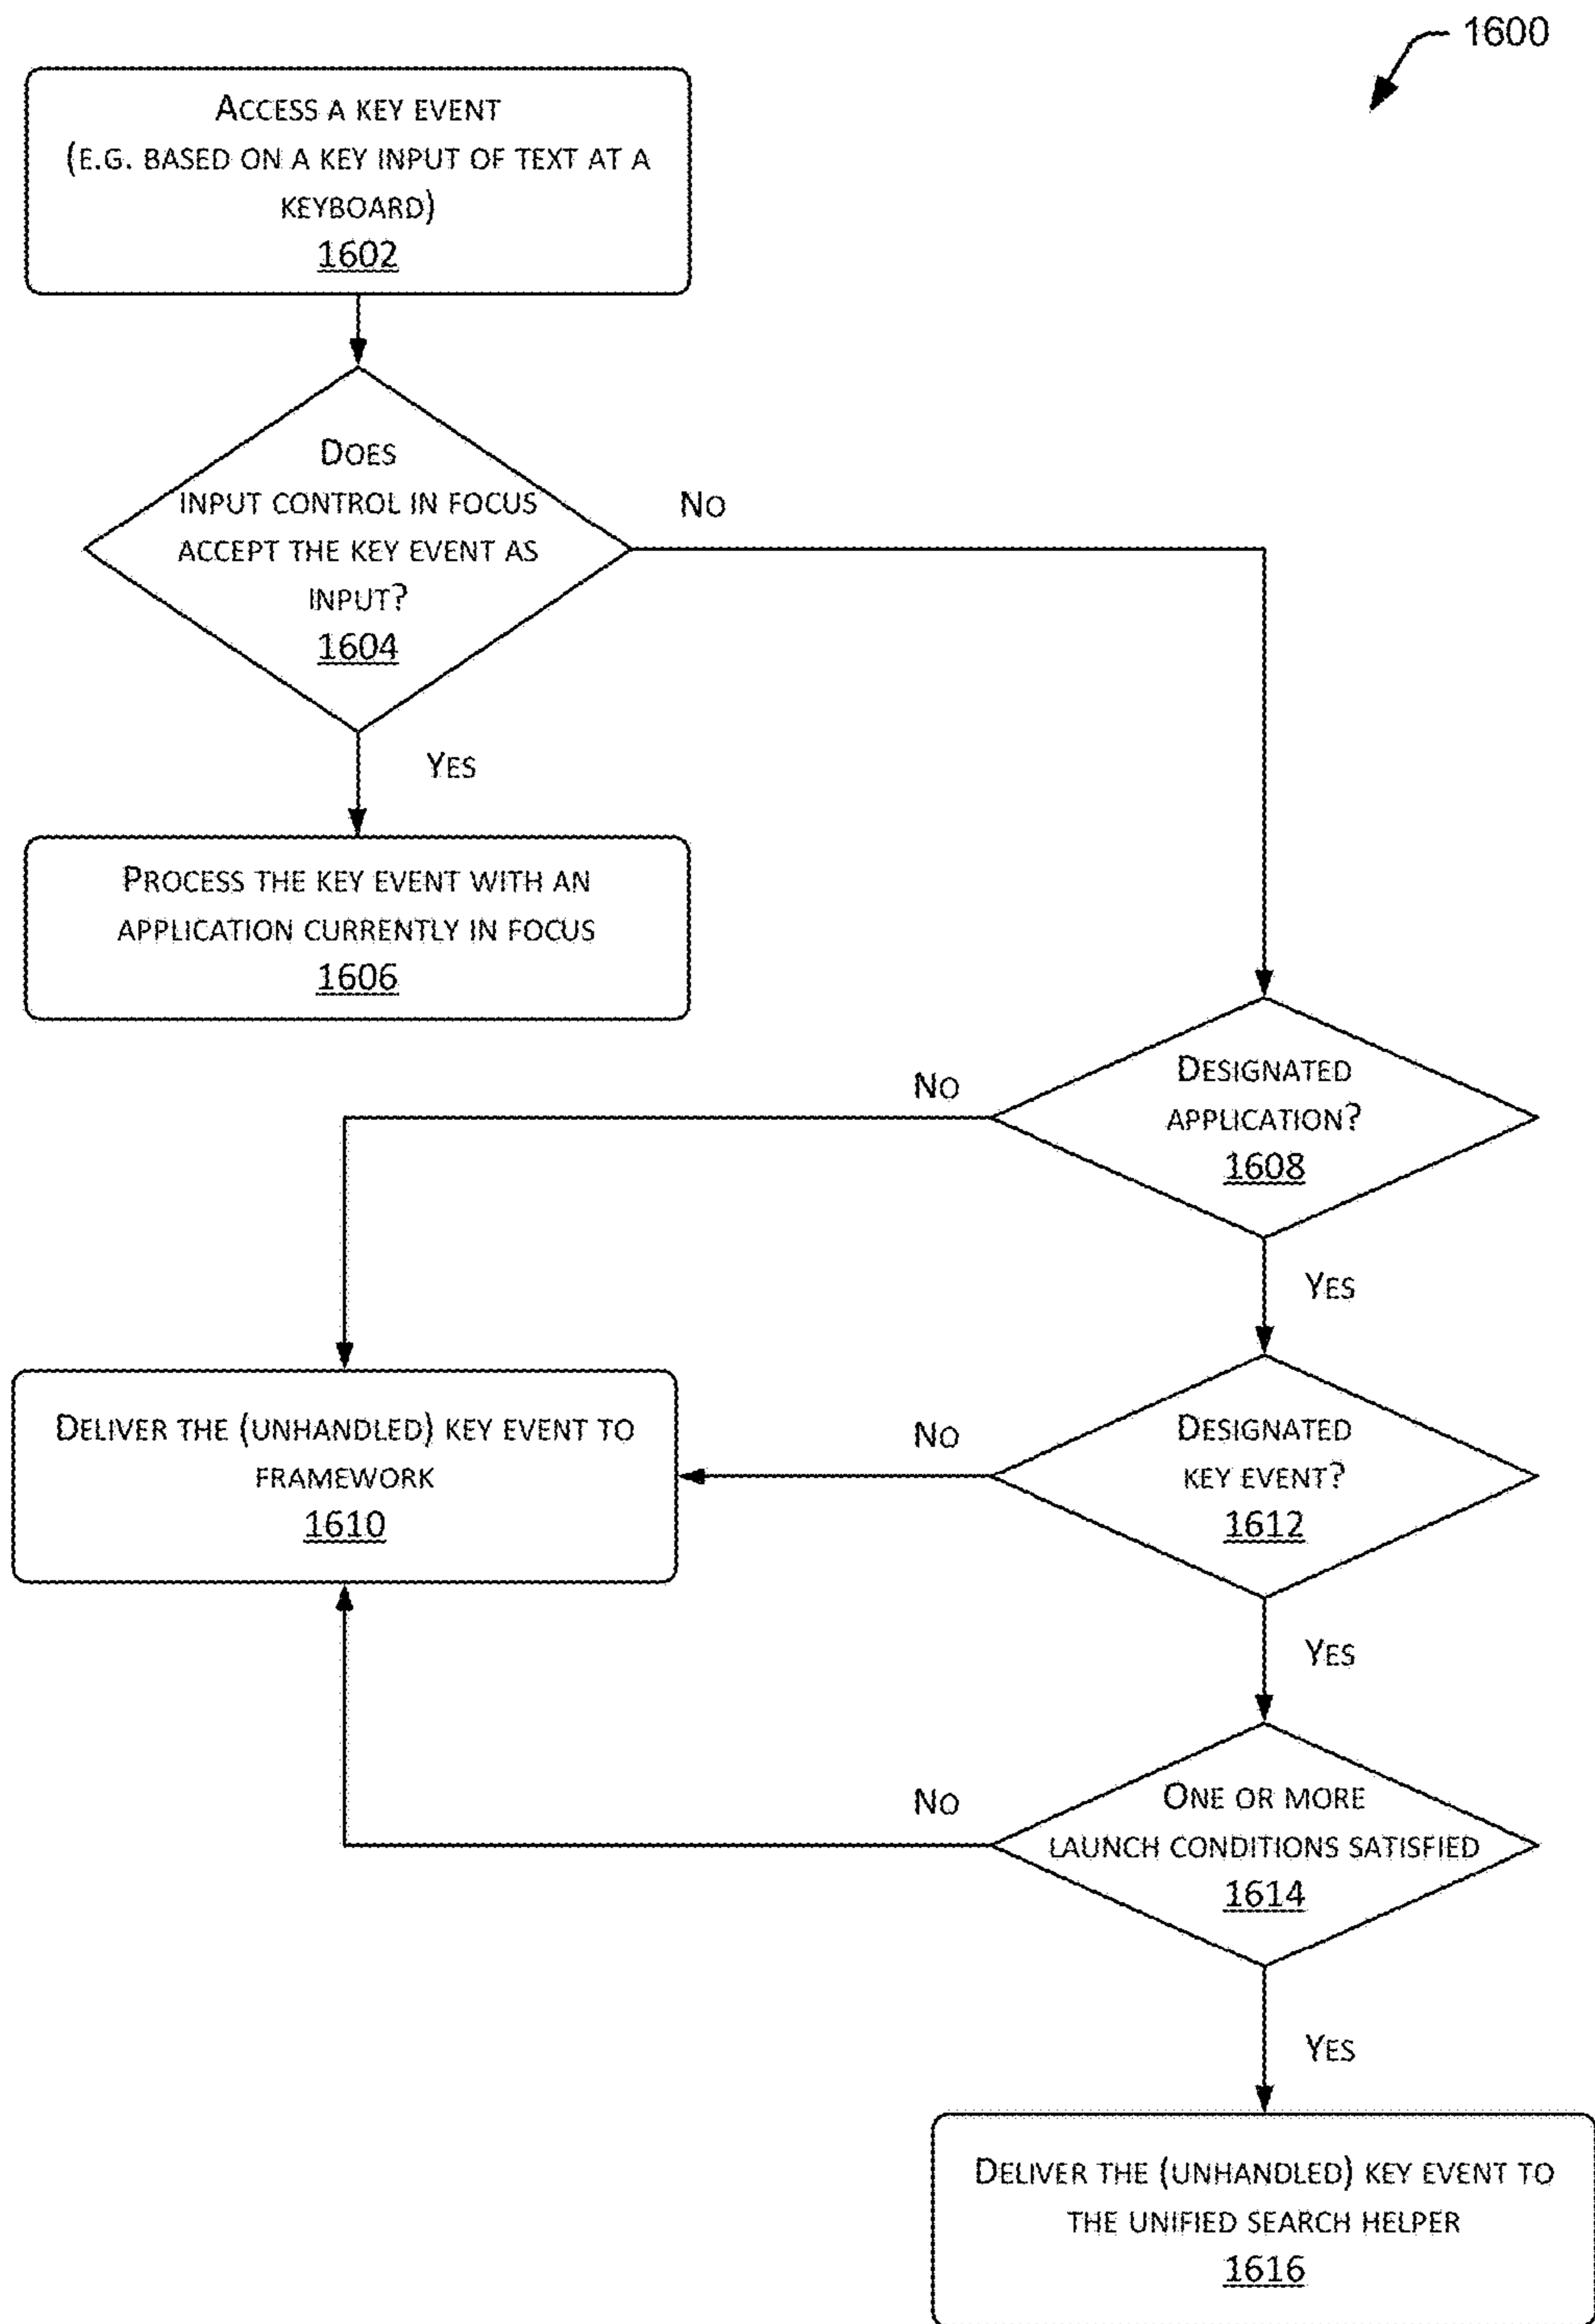 1600
Access a key event
(e.g. based on a key input of text at a
keyboard)
1602
Does
input control in focus
accept the key event as
input?
1604
No
Yes
Process the key event with an
application currently in focus
1606
Designated
application?
1608
No
Yes
Deliver the (unhandled) key event to
framework
1610
Designated
key event?
1612
No
Yes
One or more
launch conditions satisfied
1614
No
Yes
Deliver the (unhandled) key event to
the unified search helper
1616